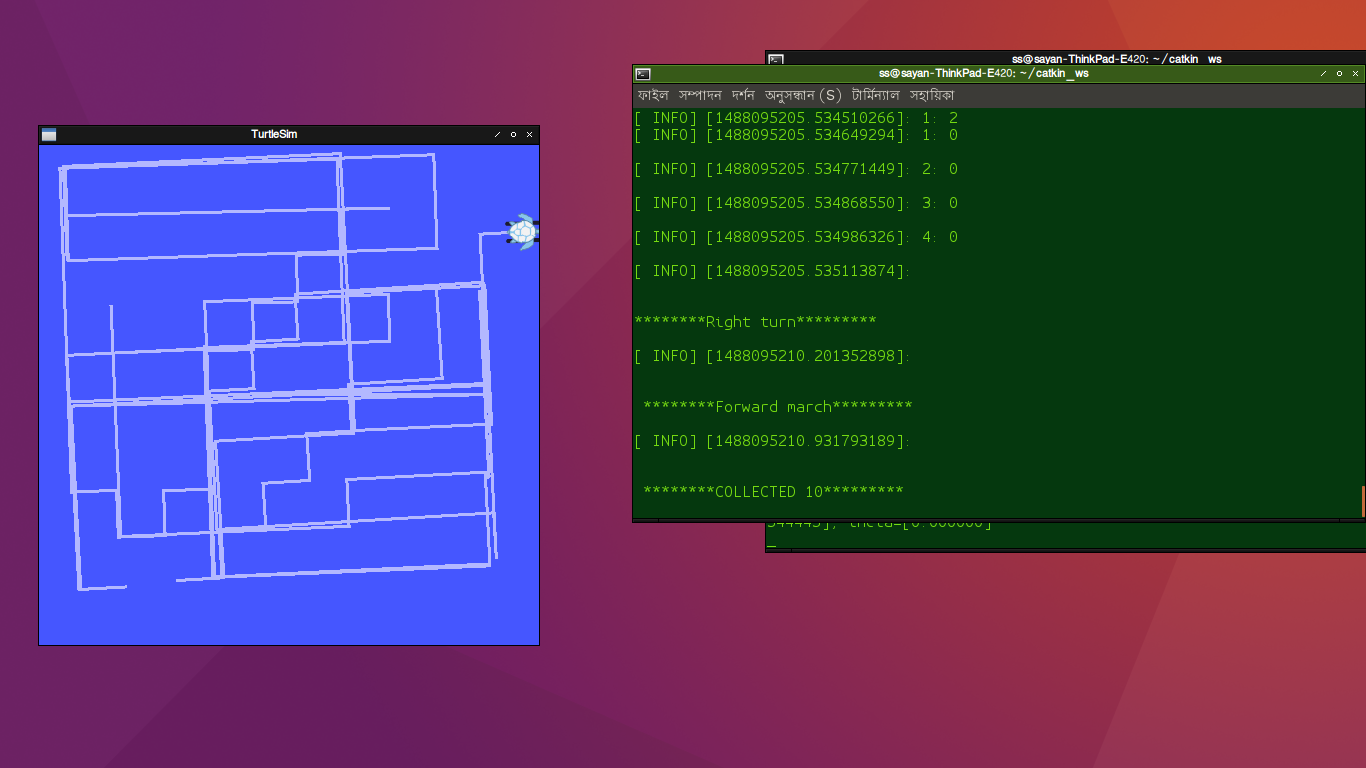 ss@sayan-ThinkPad-E420: ~/catkin_ws
ss@sayan-ThinkPad-E420: ~/catkin_ws
ফাইল সম্পাদন দর্শন অনুসন্ধান (S) টার্মিন্যাল সহায়িকা
TurtleSim
[ INFO] [1488095205.534510266]: 1: 2
[ INFO] [1488095205.534649294]: 1: 0
[ INFO] [1488095205.534771449]: 2: 0
[ INFO] [1488095205.534868550]: 3: 0
[ INFO] [1488095205.534986326]: 4: 0
[ INFO] [1488095205.535113874]:
********Right turn*********
[ INFO] [1488095210.201352898]:
********Forward march*********
[ INFO] [1488095210.931793189]:
********COLLECTED 10*********
theta=[0.000000]